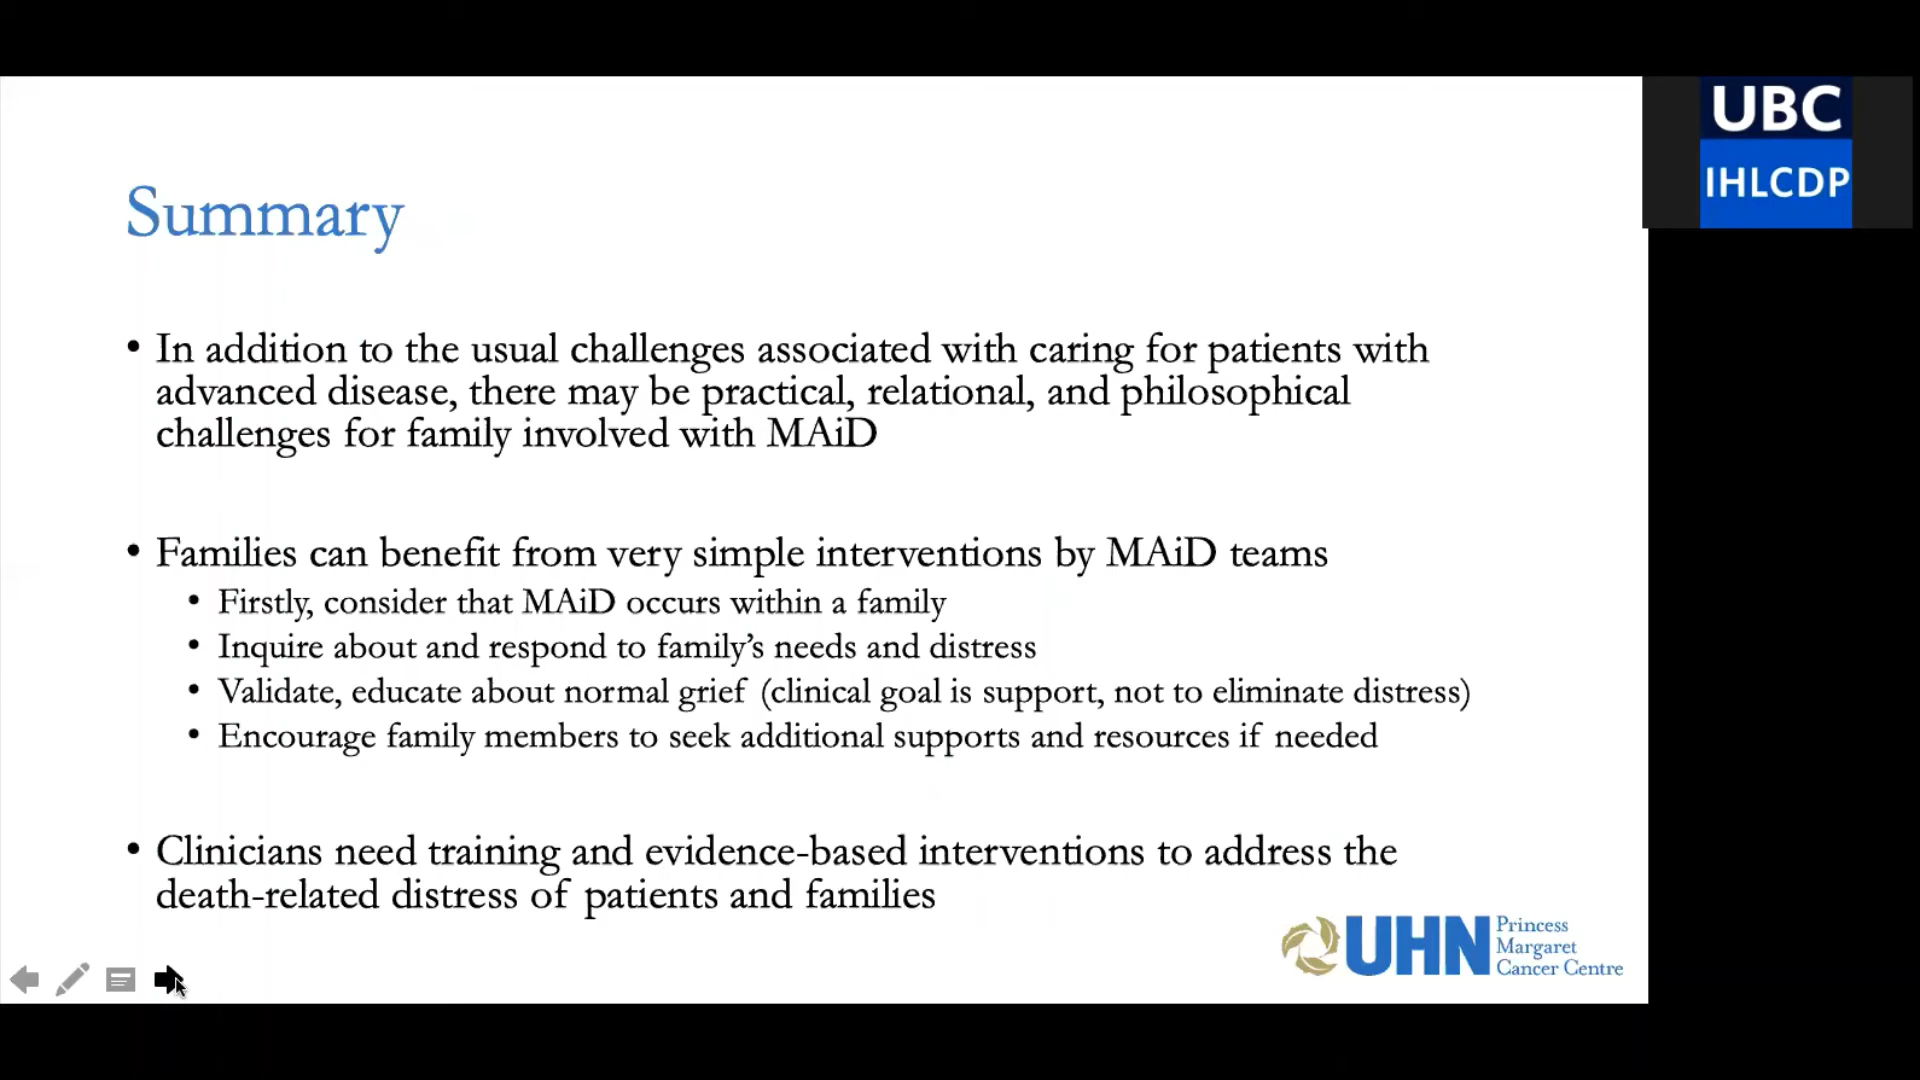 UBC
IHLCDP
Summary
• In addition to the usual challenges associated with caring for patients with
advanced disease, there may be practical, relational, and philosophical
challenges for family involved with MAiD
• Families can benefit from very simple interventions by MAiD teams
• Firstly, consider that MAiD occurs within a family
• Inquire about and respond to family’s needs and distress
• Validate, educate about normal grief (clinical goal is support, not to eliminate distress)
• Encourage family members to seek additional supports and resources if needed
• Clinicians need training and evidence-based interventions to address the
death-related distress of patients and families
UHN
Princess
Margaret
Cancer Centre